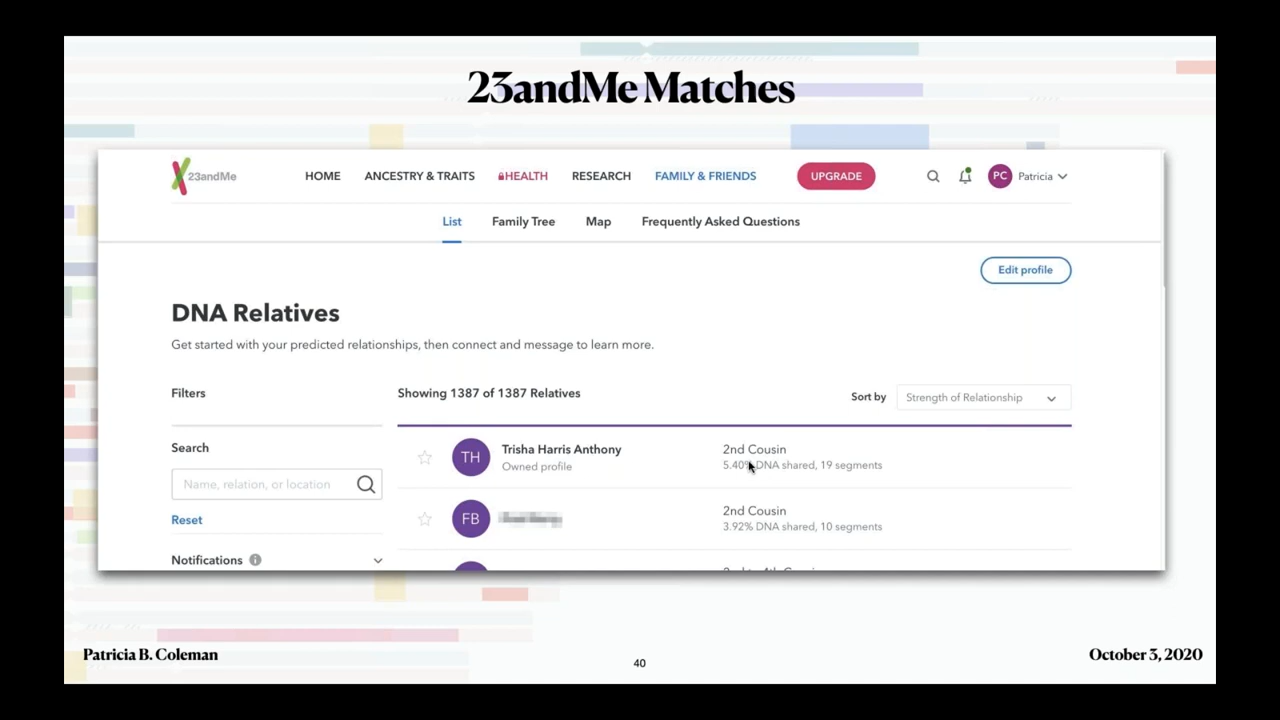 23andMe Matches
23andMe
HOME
ANCESTRY & TRAITS
HEALTH
RESEARCH
FAMILY & FRIENDS
UPGRADE
PC
Patricia
List
Family Tree
Map
Frequently Asked Questions
Edit profile
DNA Relatives
Get started with your predicted relationships, then connect and message to learn more.
Filters
Showing 1387 of 1387 Relatives
Sort by
Strength of Relationship
Search
Name, relation, or location
Reset
Notifications
TH
Trisha Harris Anthony
Owned profile
2nd Cousin
5.40% DNA shared, 19 segments
FB
2nd Cousin
3.92% DNA shared, 10 segments
Patricia B. Coleman
40
October 3, 2020